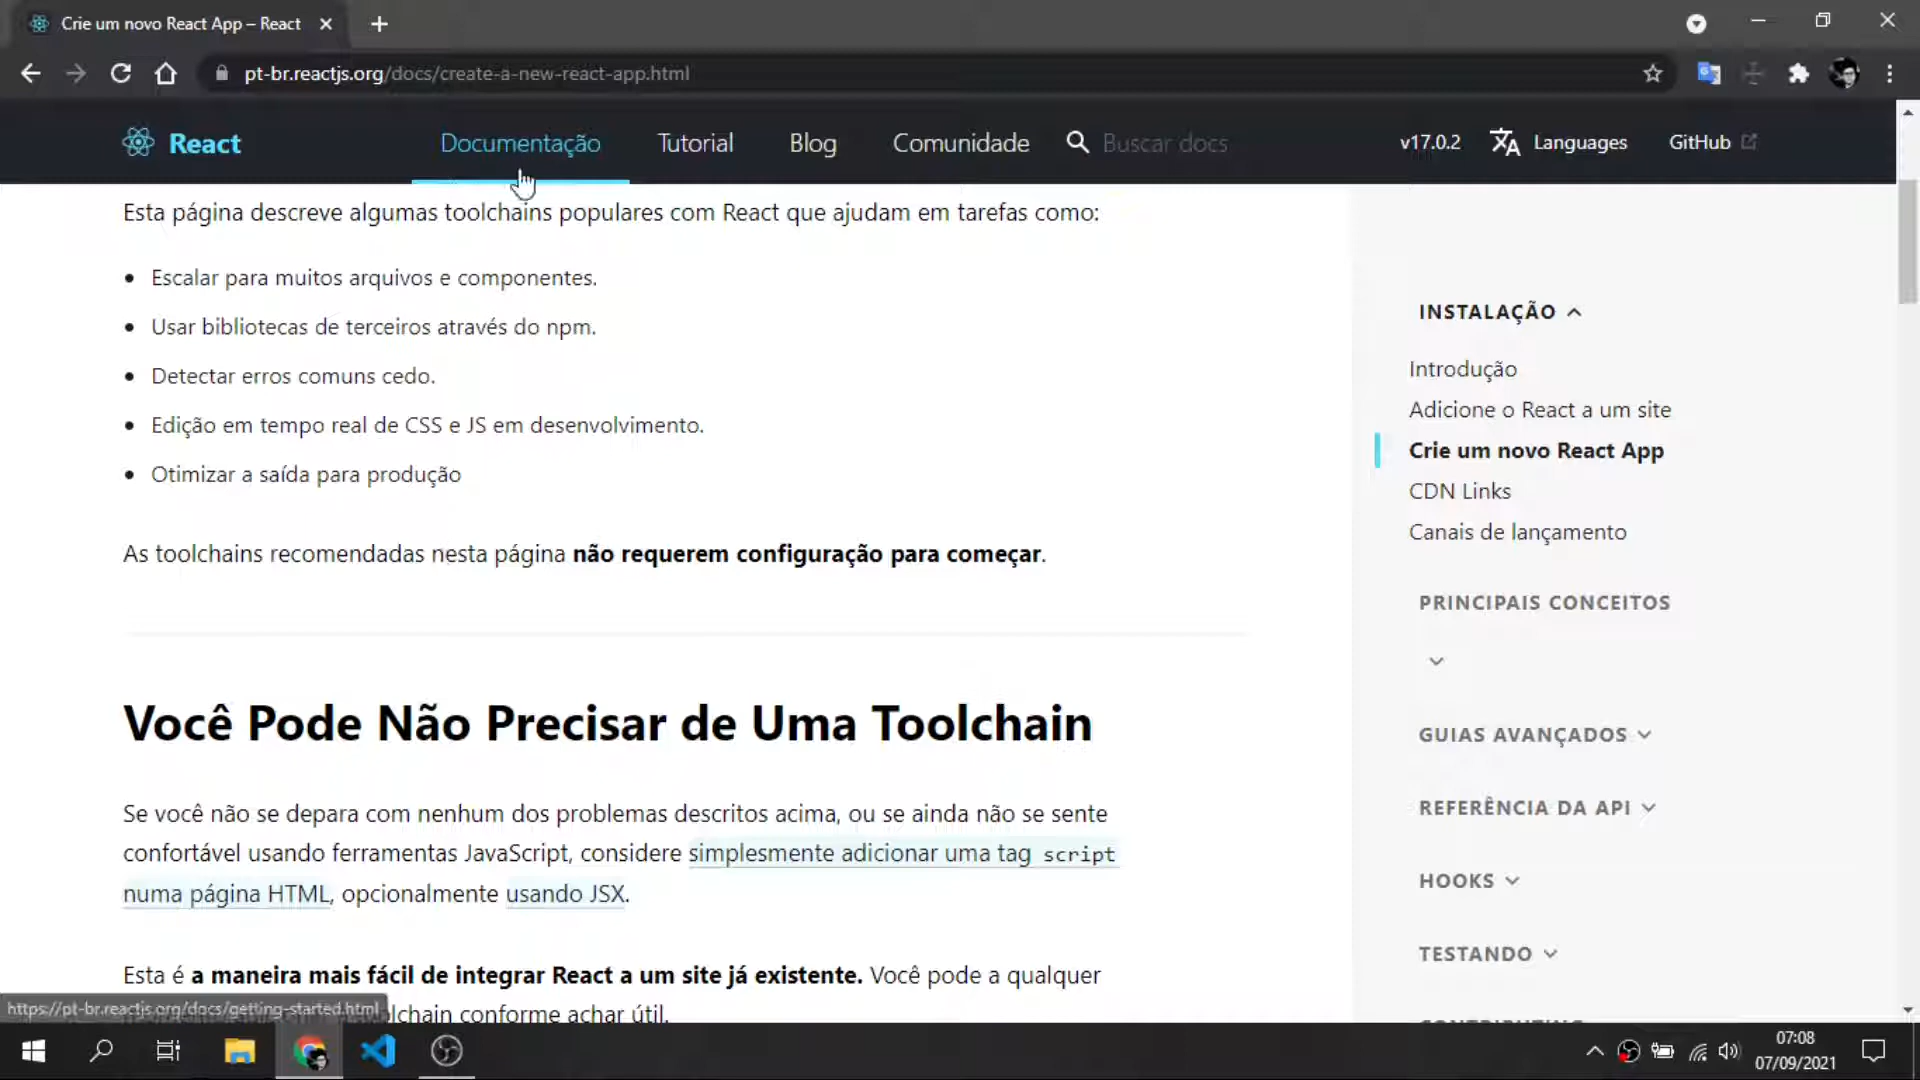 Crie um novo React App – React
pt-br.reactjs.org/docs/create-a-new-react-app.html
React
Documentação
Tutorial
Blog
Comunidade
Buscar docs
v17.0.2
Languages
GitHub
Esta página descreve algumas toolchains populares com React que ajudam em tarefas como:
Escalar para muitos arquivos e componentes.
Usar bibliotecas de terceiros através do npm.
Detectar erros comuns cedo.
Edição em tempo real de CSS e JS em desenvolvimento.
Otimizar a saída para produção
As toolchains recomendadas nesta página não requerem configuração para começar.
Você Pode Não Precisar de Uma Toolchain
Se você não se depara com nenhum dos problemas descritos acima, ou se ainda não se sente
confortável usando ferramentas JavaScript, considere simplesmente adicionar uma tag script
numa página HTML, opcionalmente usando JSX.
Esta é a maneira mais fácil de integrar React a um site já existente. Você pode a qualquer
lchain conforme achar útil.
INSTALAÇÃO
Introdução
Adicione o React a um site
Crie um novo React App
CDN Links
Canais de lançamento
PRINCIPAIS CONCEITOS
GUIAS AVANÇADOS
REFERÊNCIA DA API
HOOKS
TESTANDO
CONTRIBUTING
https://pt-br.reactjs.org/docs/getting-started.html
07:08
07/09/2021